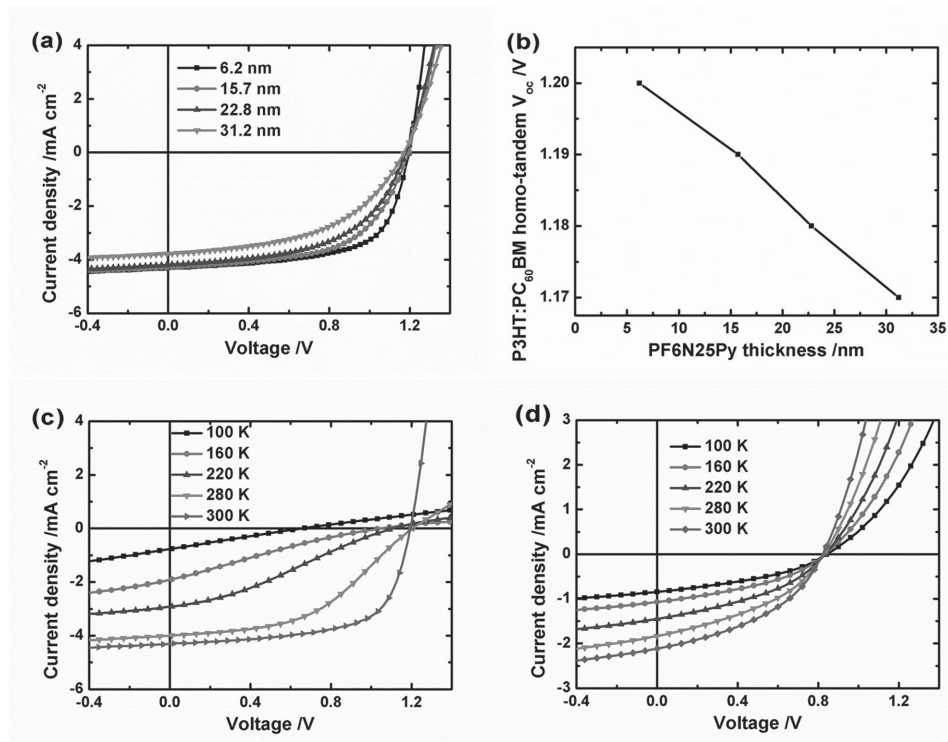 (a)
4
2
0
-2
-4
-6
Current density /mA cm-2
6.2 nm
15.7 nm
22.8 nm
31.2 nm
-0.4 0.0 0.4 0.8 1.2
Voltage /V
(b)
1.20
1.19
1.18
1.17
P3HT:PC60BM homo-tandem Voc /V
0 5 10 15 20 25 30 35
PF6N25Py thickness /nm
(c)
4
2
0
-2
-4
-6
Current density /mA cm-2
100 K
160 K
220 K
280 K
300 K
-0.4 0.0 0.4 0.8 1.2
Voltage /V
(d)
3
2
1
0
-1
-2
-3
Current density /mA cm-2
100 K
160 K
220 K
280 K
300 K
-0.4 0.0 0.4 0.8 1.2
Voltage /V